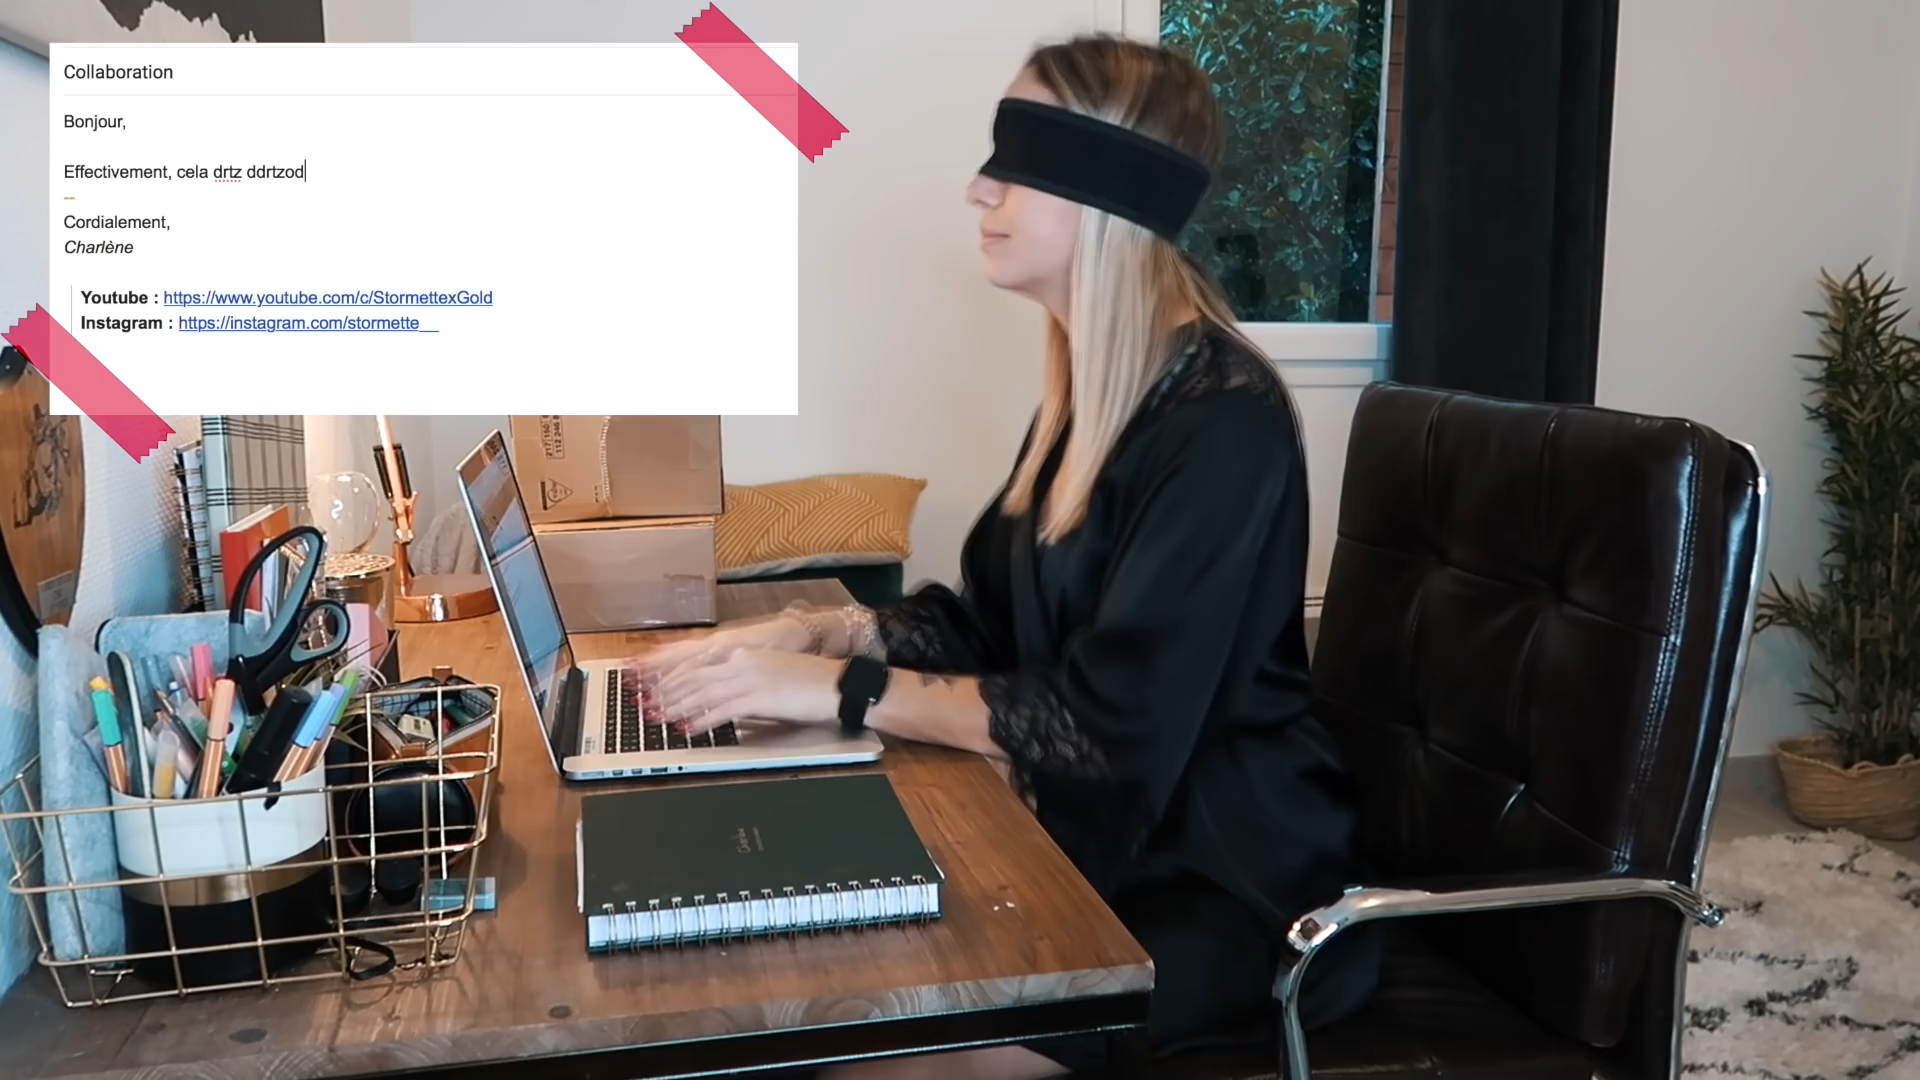 Collaboration
Bonjour,
Effectivement, cela drtz ddrtzod
--
Cordialement,
Charlène
Youtube : https://www.youtube.com/c/StormettexGold
Instagram : https://instagram.com/stormette__